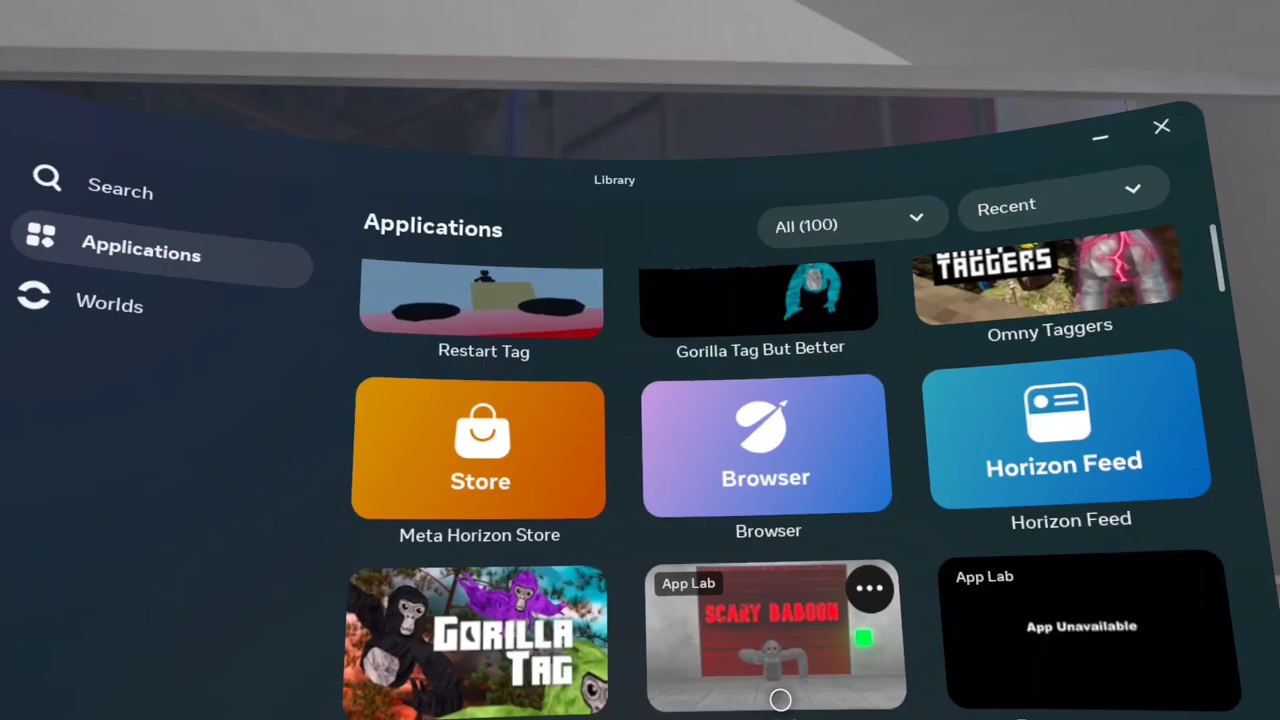 Library
Search
Applications
Worlds
Applications
All (100)
Recent
TAGGERS
Restart Tag
Gorilla Tag But Better
Omny Taggers
Store
Browser
Horizon Feed
Meta Horizon Store
Browser
Horizon Feed
GORILLA
TAG
App Lab
SCARY BABOON
App Lab
App Unavailable